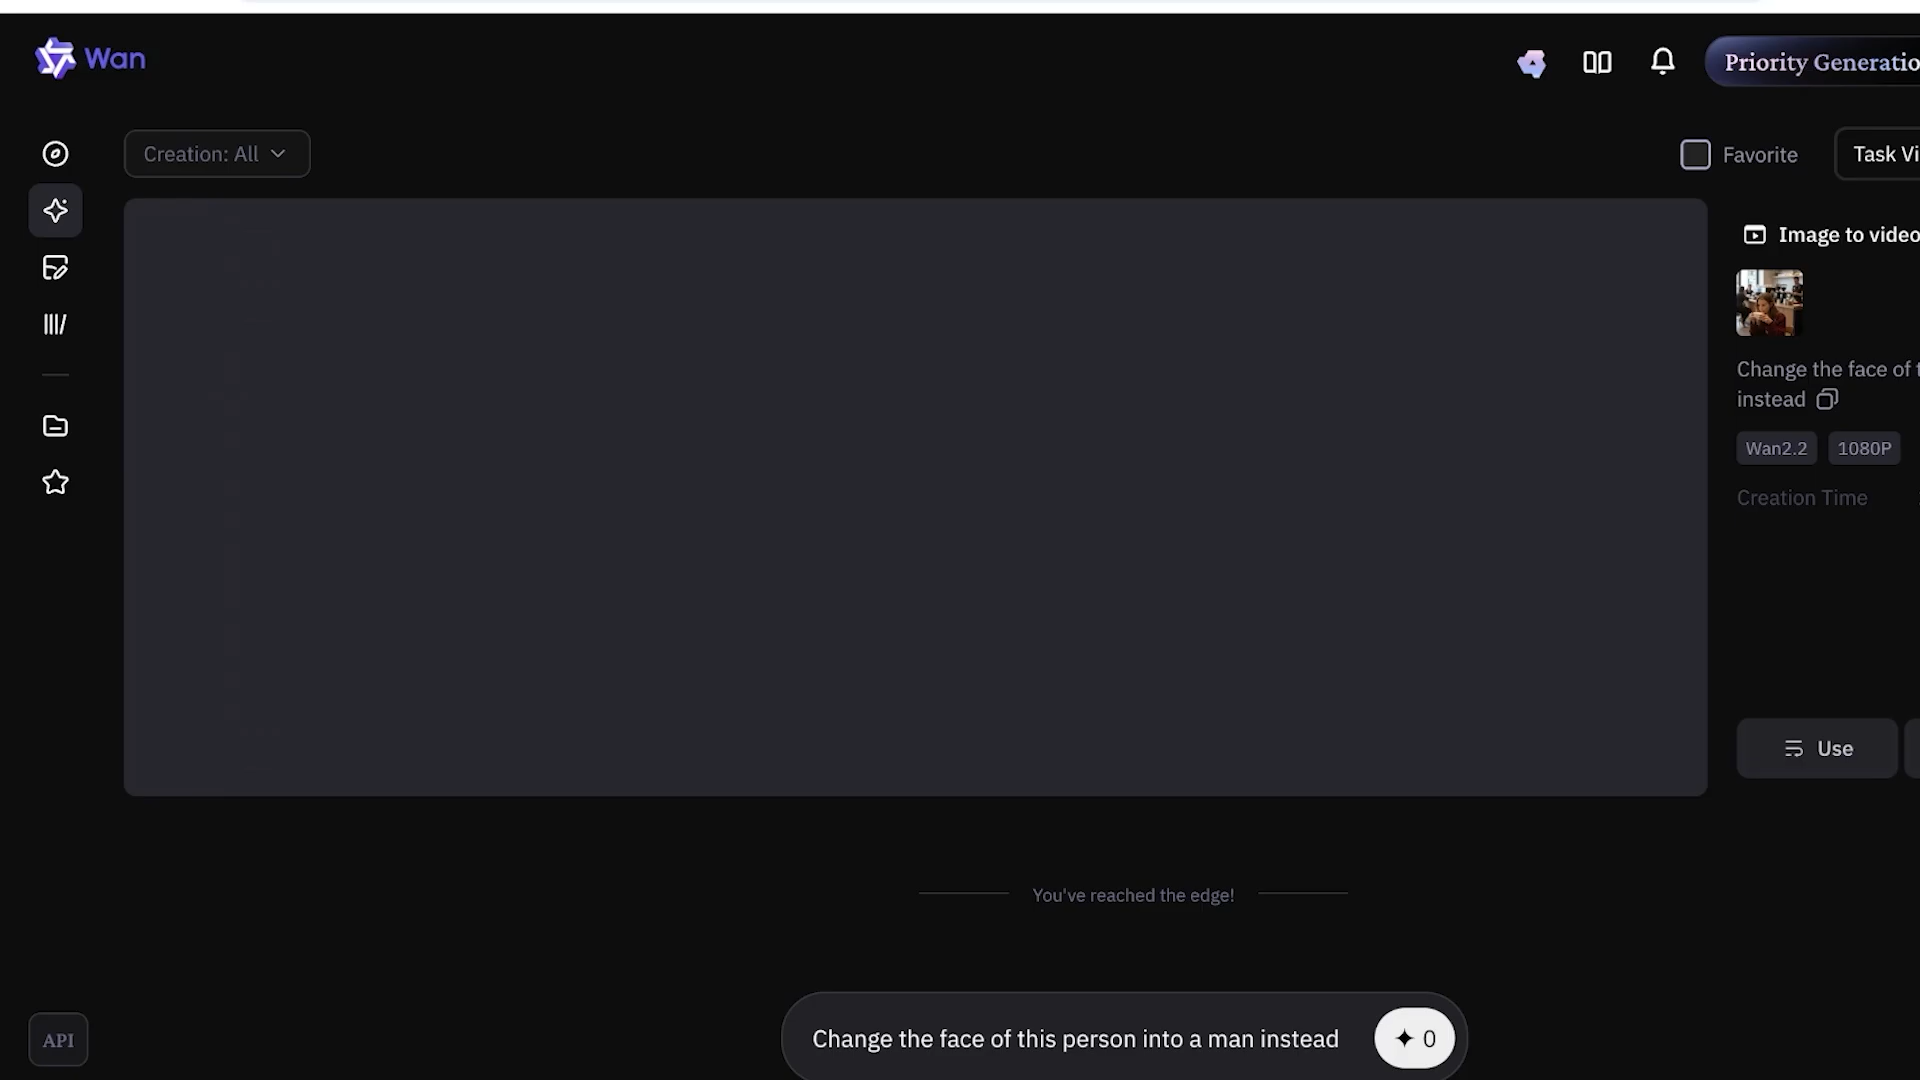 Wan
Priority Generatio
Creation: All
Favorite
Task Vi
Image to video
Change the face of t
instead
Wan2.2
1080P
Creation Time
Use
You've reached the edge!
API
Change the face of this person into a man instead
0